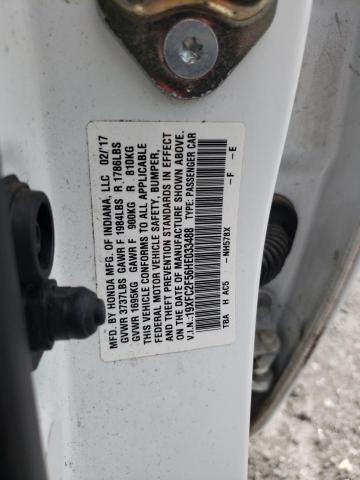 MFD. BY HONDA MFG. OF INDIANA, LLC 02/'17
GVWR 3737LBS GAWR F 1984LBS R 1786LBS
GVWR 1695KG GAWR F 900KG R 810KG
THIS VEHICLE CONFORMS TO ALL APPLICABLE
FEDERAL MOTOR VEHICLE SAFETY, BUMPER,
AND THEFT PREVENTION STANDARDS IN EFFECT
ON THE DATE OF MANUFACTURE SHOWN ABOVE.
V.I.N.:19XFC2F56HE033488 TYPE: PASSENGER CAR
TBA H AC5 -NH578X -F -E